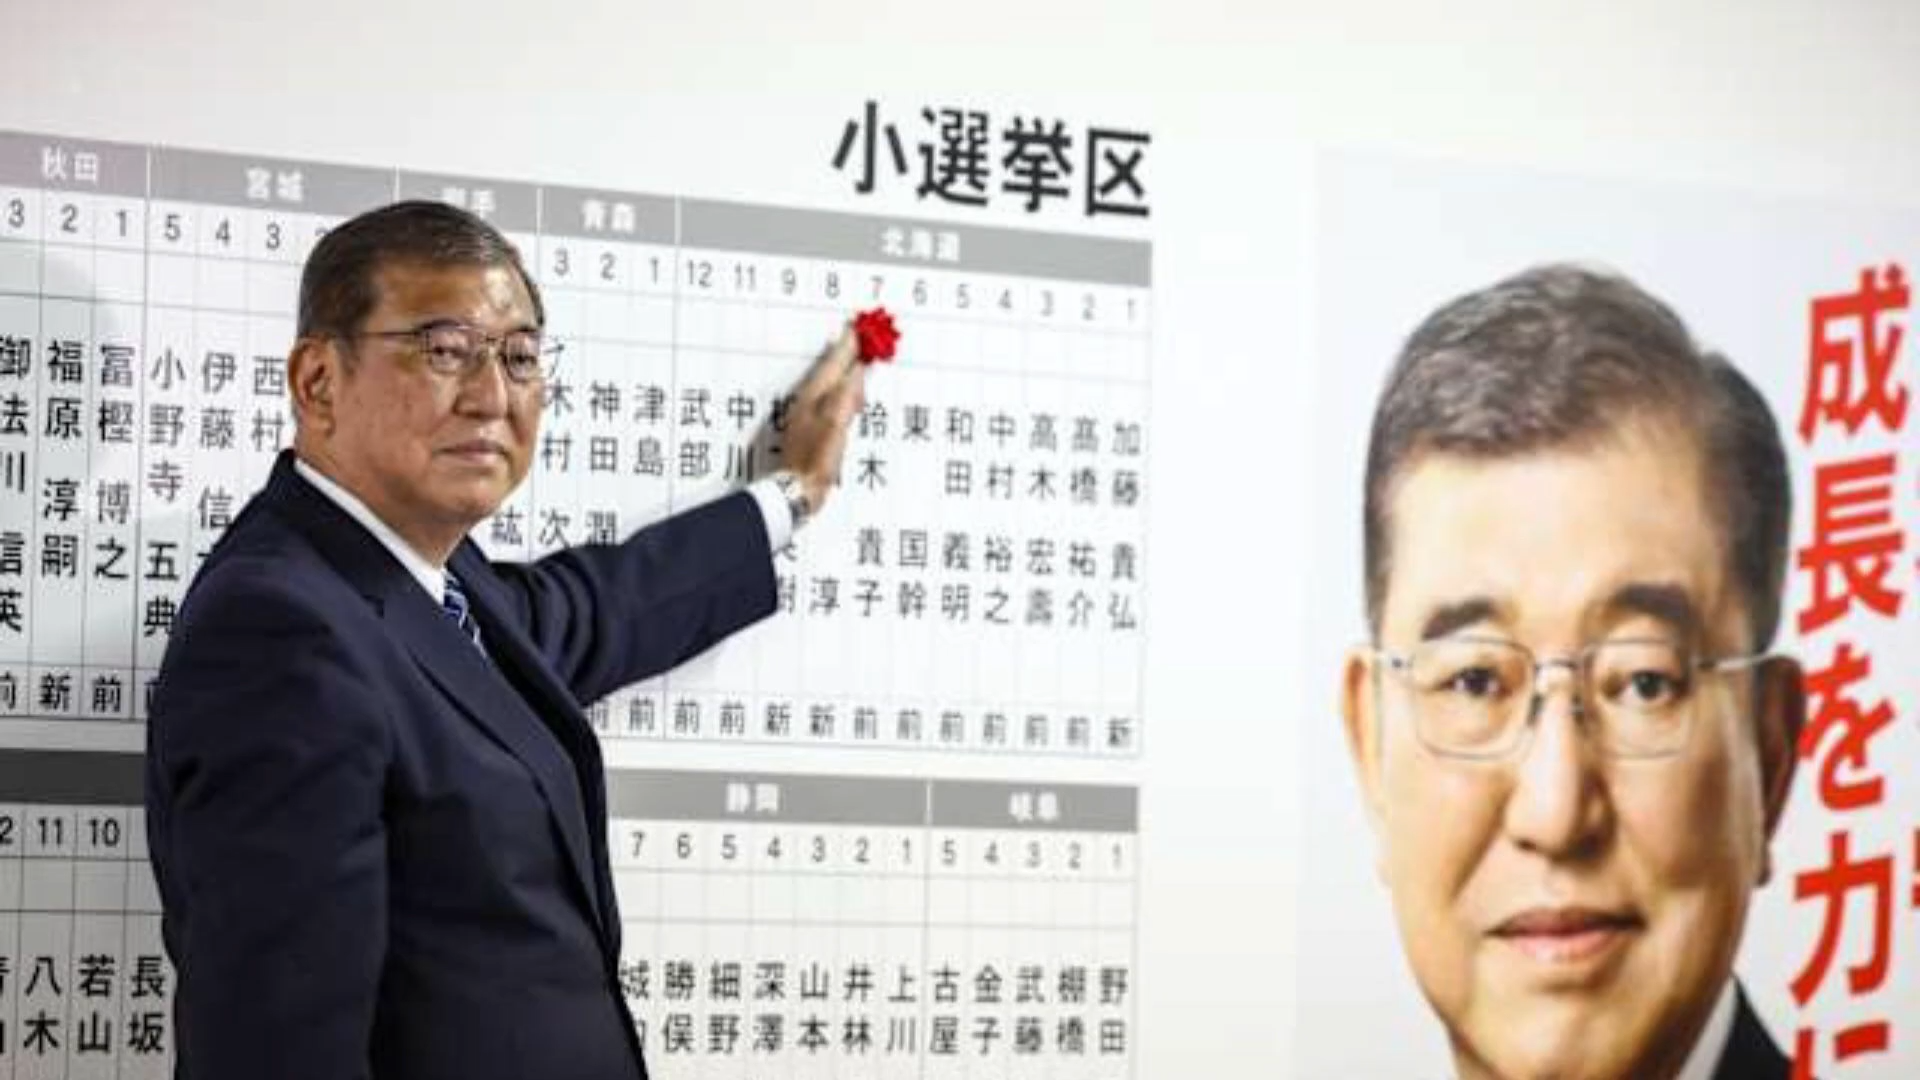 小選挙区
秋田 宮城 青森 北海道
3 2 1 5 4 3 3 2 1 12 11 9 8 7 6 5 4 3 2 1
加藤貴弘 新
髙橋祐介 前
高木宏壽 前
中村裕之 前
和田義明 前
東国幹 前
鈴木貴子 前
淳 新
樹 新
中川 前
武部 前
津島 前
神田潤
木村次
紘
西村
伊藤信
小野寺五典
冨樫博之 前
福原淳嗣 新
御法川信英 前
静岡 岐阜
2 11 10 7 6 5 4 3 2 1 5 4 3 2 1
野田
棚橋
武藤
金子
古屋
上川
井林
山本
深澤
細野
勝俣
城
長坂
若山
八木
成長を力に